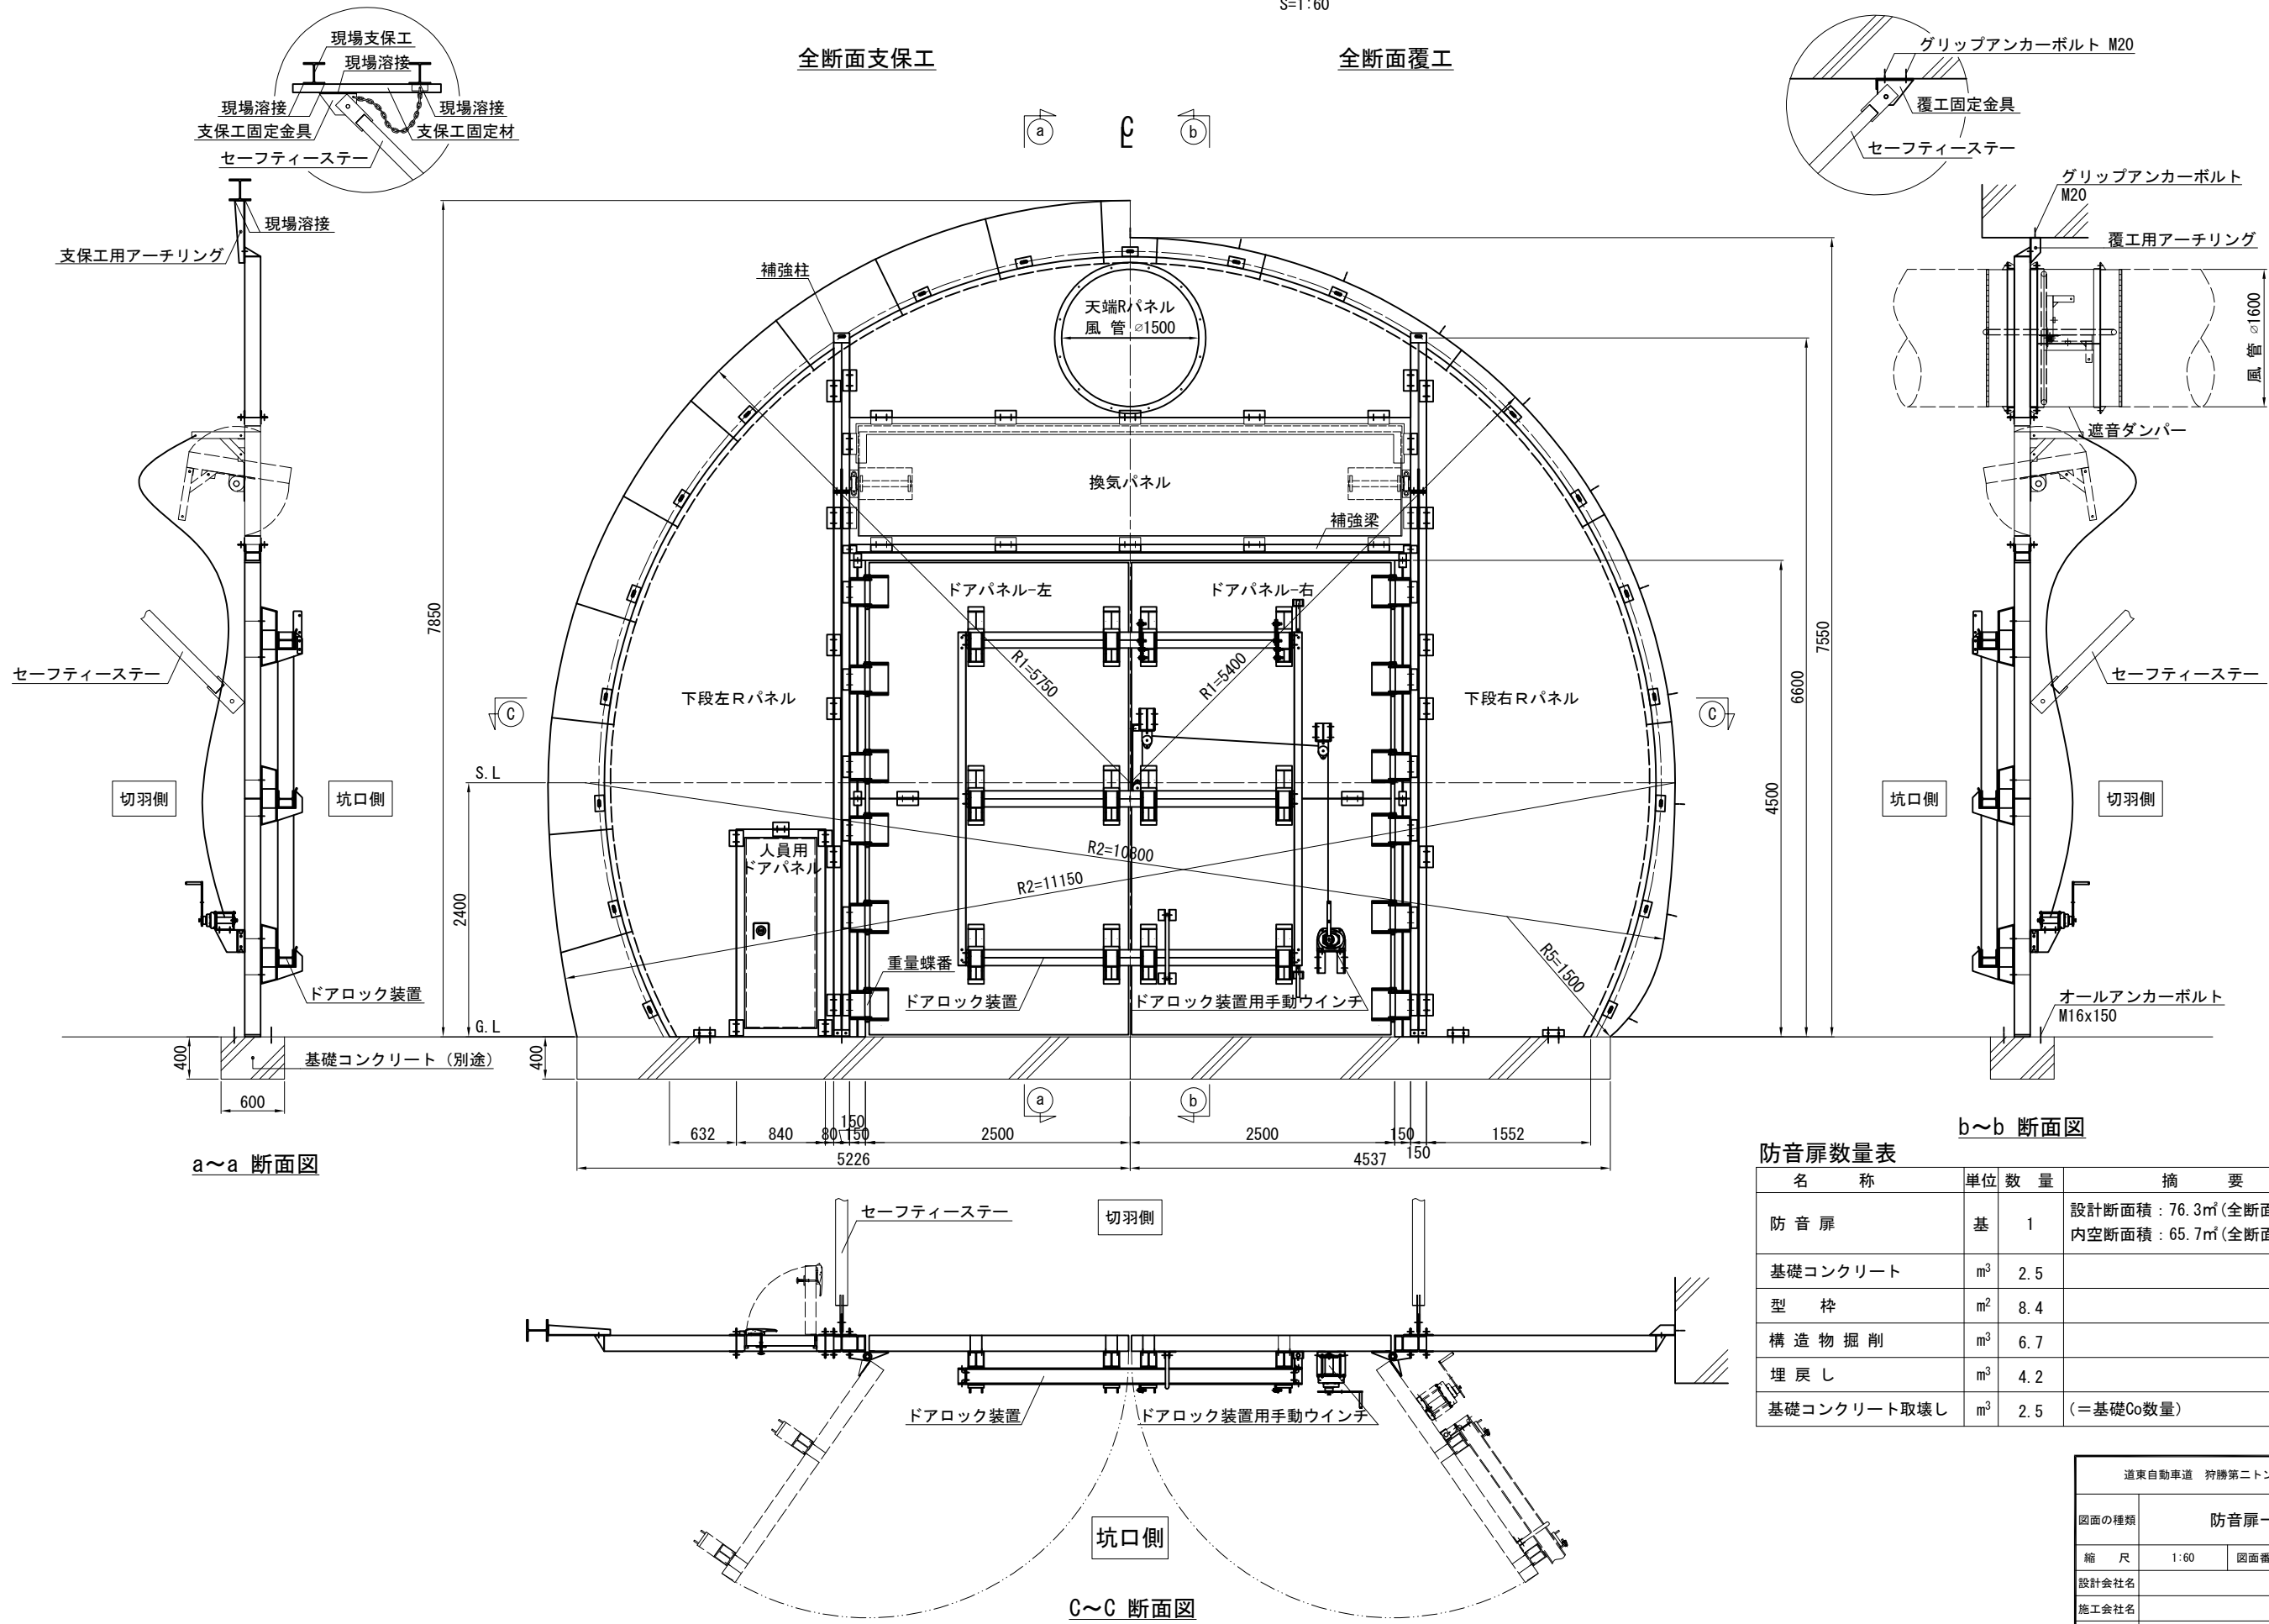 S=1:60
全断面支保工
全断面覆工
現場支保工
現場溶接
現場溶接
現場溶接
支保工固定金具
支保工固定材
セーフティーステー
グリップアンカーボルト M20
覆工固定金具
セーフティーステー
a
℄
b
現場溶接
支保工用アーチリング
グリップアンカーボルト
M20
覆工用アーチリング
補強柱
天端Rパネル
風 管 ⌀1500
風 管 ⌀1600
遮音ダンパー
換気パネル
補強梁
ドアパネル-左
ドアパネル-右
7850
7550
6600
4500
2400
R1=5750
R1=5400
セーフティーステー
セーフティーステー
下段左Rパネル
下段右Rパネル
C
C
S.L
切羽側
坑口側
坑口側
切羽側
人員用
ドアパネル
R2=10800
R2=11150
R5=1500
重量蝶番
ドアロック装置
ドアロック装置
ドアロック装置用手動ウインチ
オールアンカーボルト
M16x150
G.L
400
400
基礎コンクリート（別途）
600
a
b
632
840
80
150
150
2500
2500
150
150
1552
5226
4537
a～a 断面図
b～b 断面図
防音扉数量表
名 称 単位 数 量 摘 要
防 音 扉 基 1 設計断面積：76.3㎡(全断面
内空断面積：65.7㎡(全断面
基礎コンクリート m³ 2.5
型 枠 m² 8.4
構 造 物 掘 削 m³ 6.7
埋 戻 し m³ 4.2
基礎コンクリート取壊し m³ 2.5 (＝基礎Co数量)
セーフティーステー
切羽側
ドアロック装置
ドアロック装置用手動ウインチ
坑口側
C～C 断面図
道東自動車道 狩勝第二トン
図面の種類 防音扉一
縮 尺 1:60 図面番
設計会社名
施工会社名